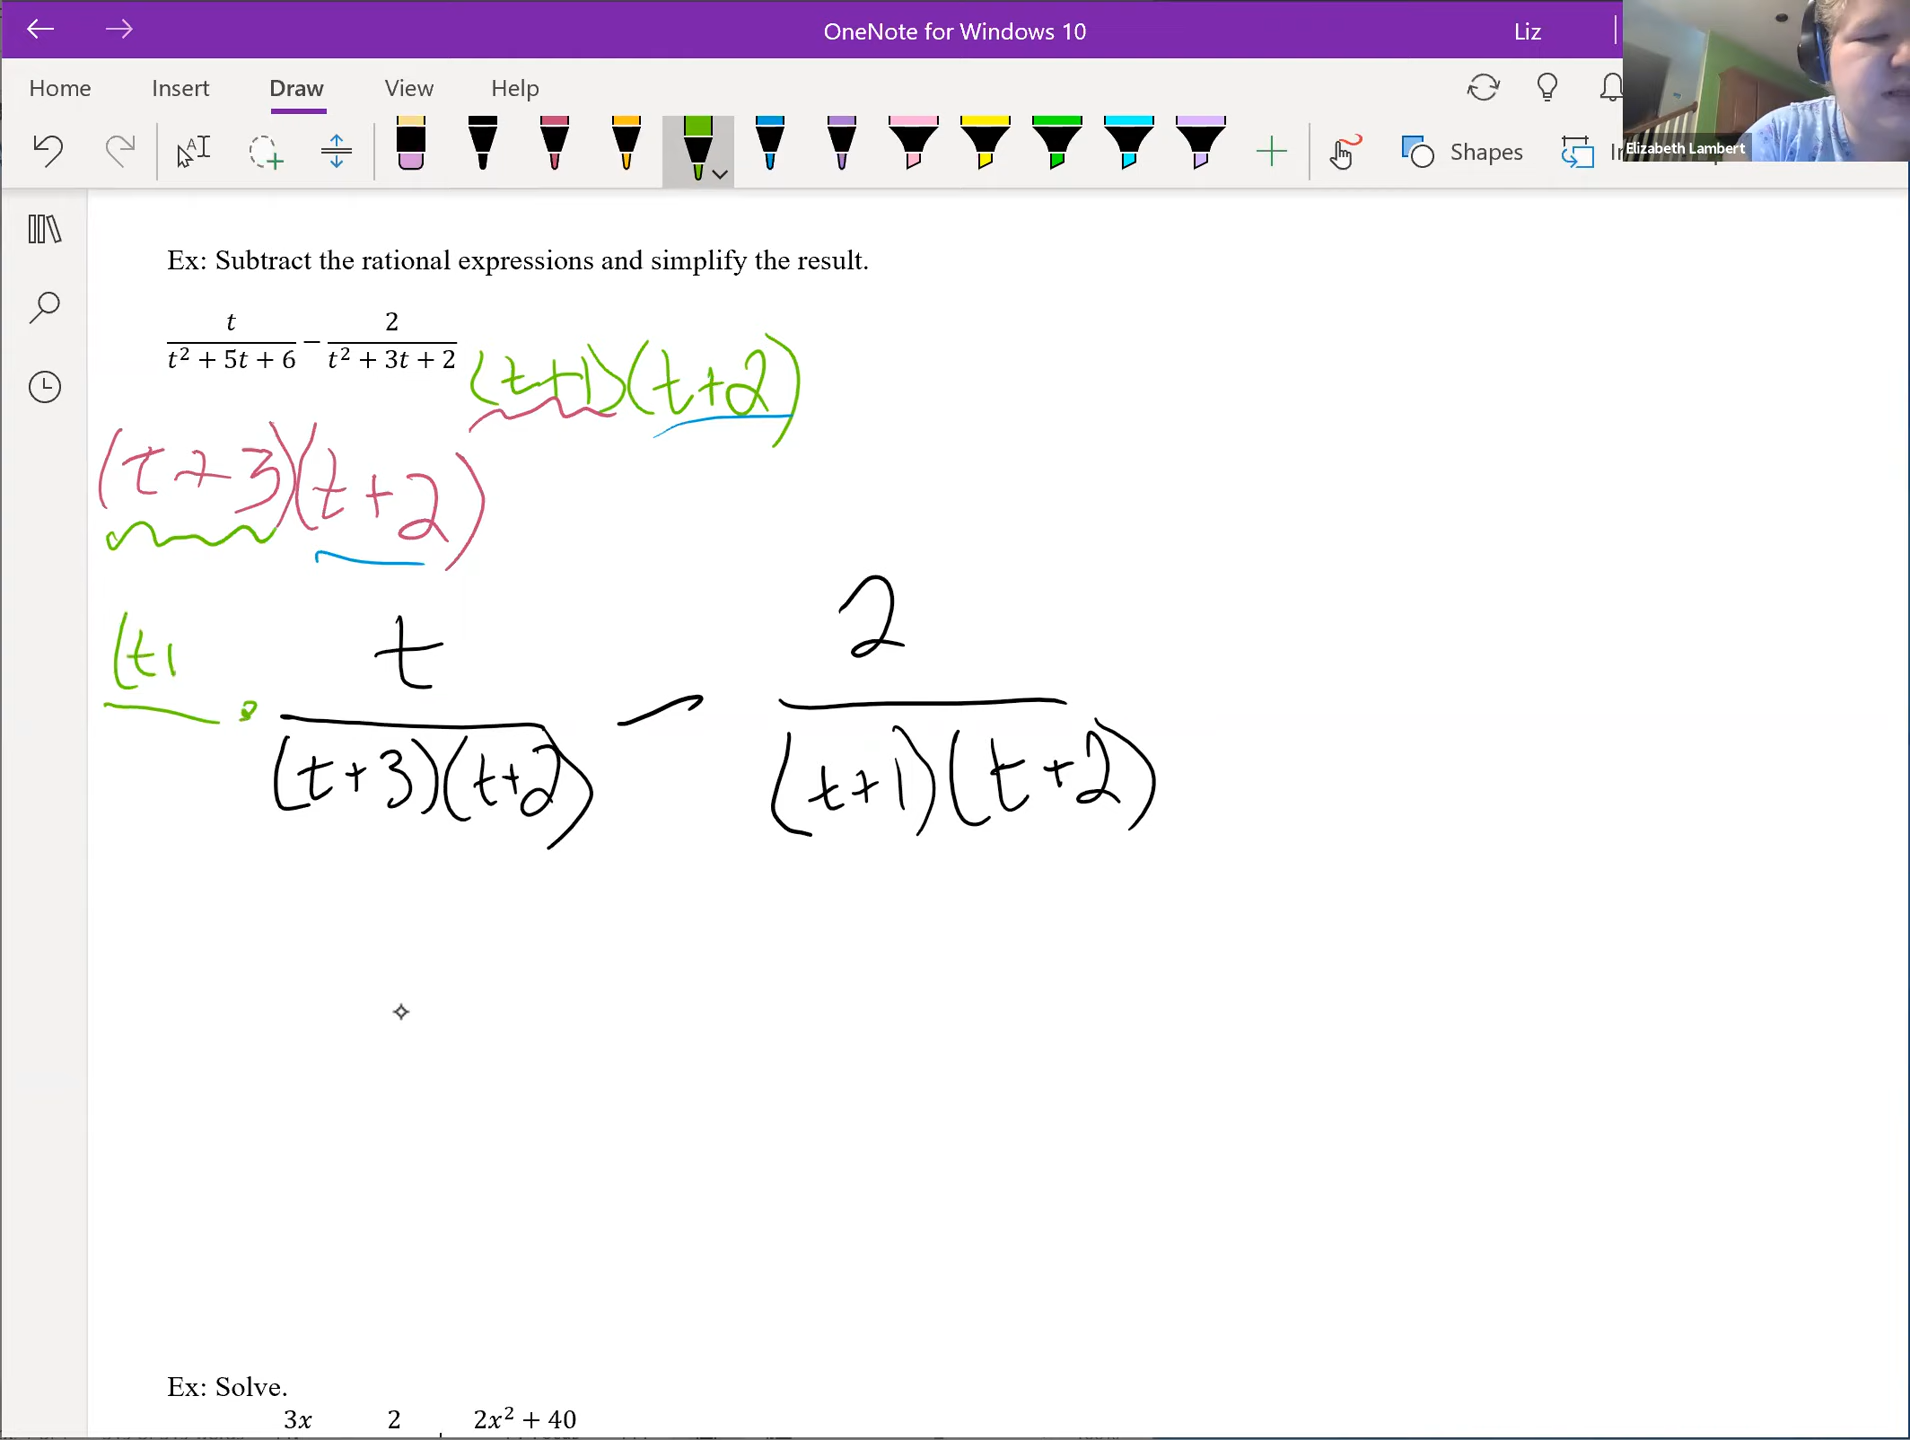 OneNote for Windows 10
Liz
Home Insert Draw View Help
Shapes
Elizabeth Lambert
Ex: Subtract the rational expressions and simplify the result.
t/(t² + 5t + 6) − 2/(t² + 3t + 2)
(t+1)(t+2)
(t+3)(t+2)
(t+ · t/((t+3)(t+2)) − 2/((t+1)(t+2))
Ex: Solve.
3x 2 2x² + 40